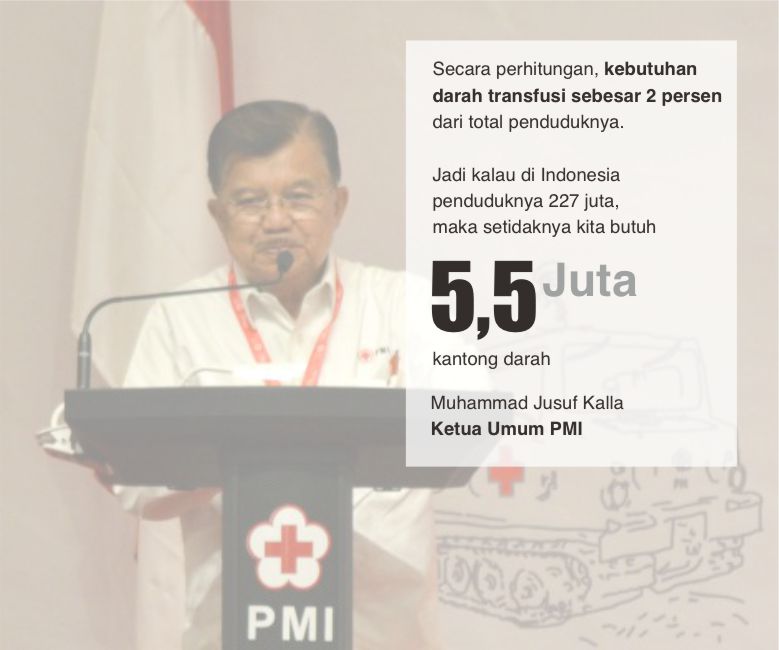 Secara perhitungan, kebutuhan
darah transfusi sebesar 2 persen
dari total penduduknya.
Jadi kalau di Indonesia
penduduknya 227 juta,
maka setidaknya kita butuh
5,5 Juta
kantong darah
Muhammad Jusuf Kalla
Ketua Umum PMI
PMI